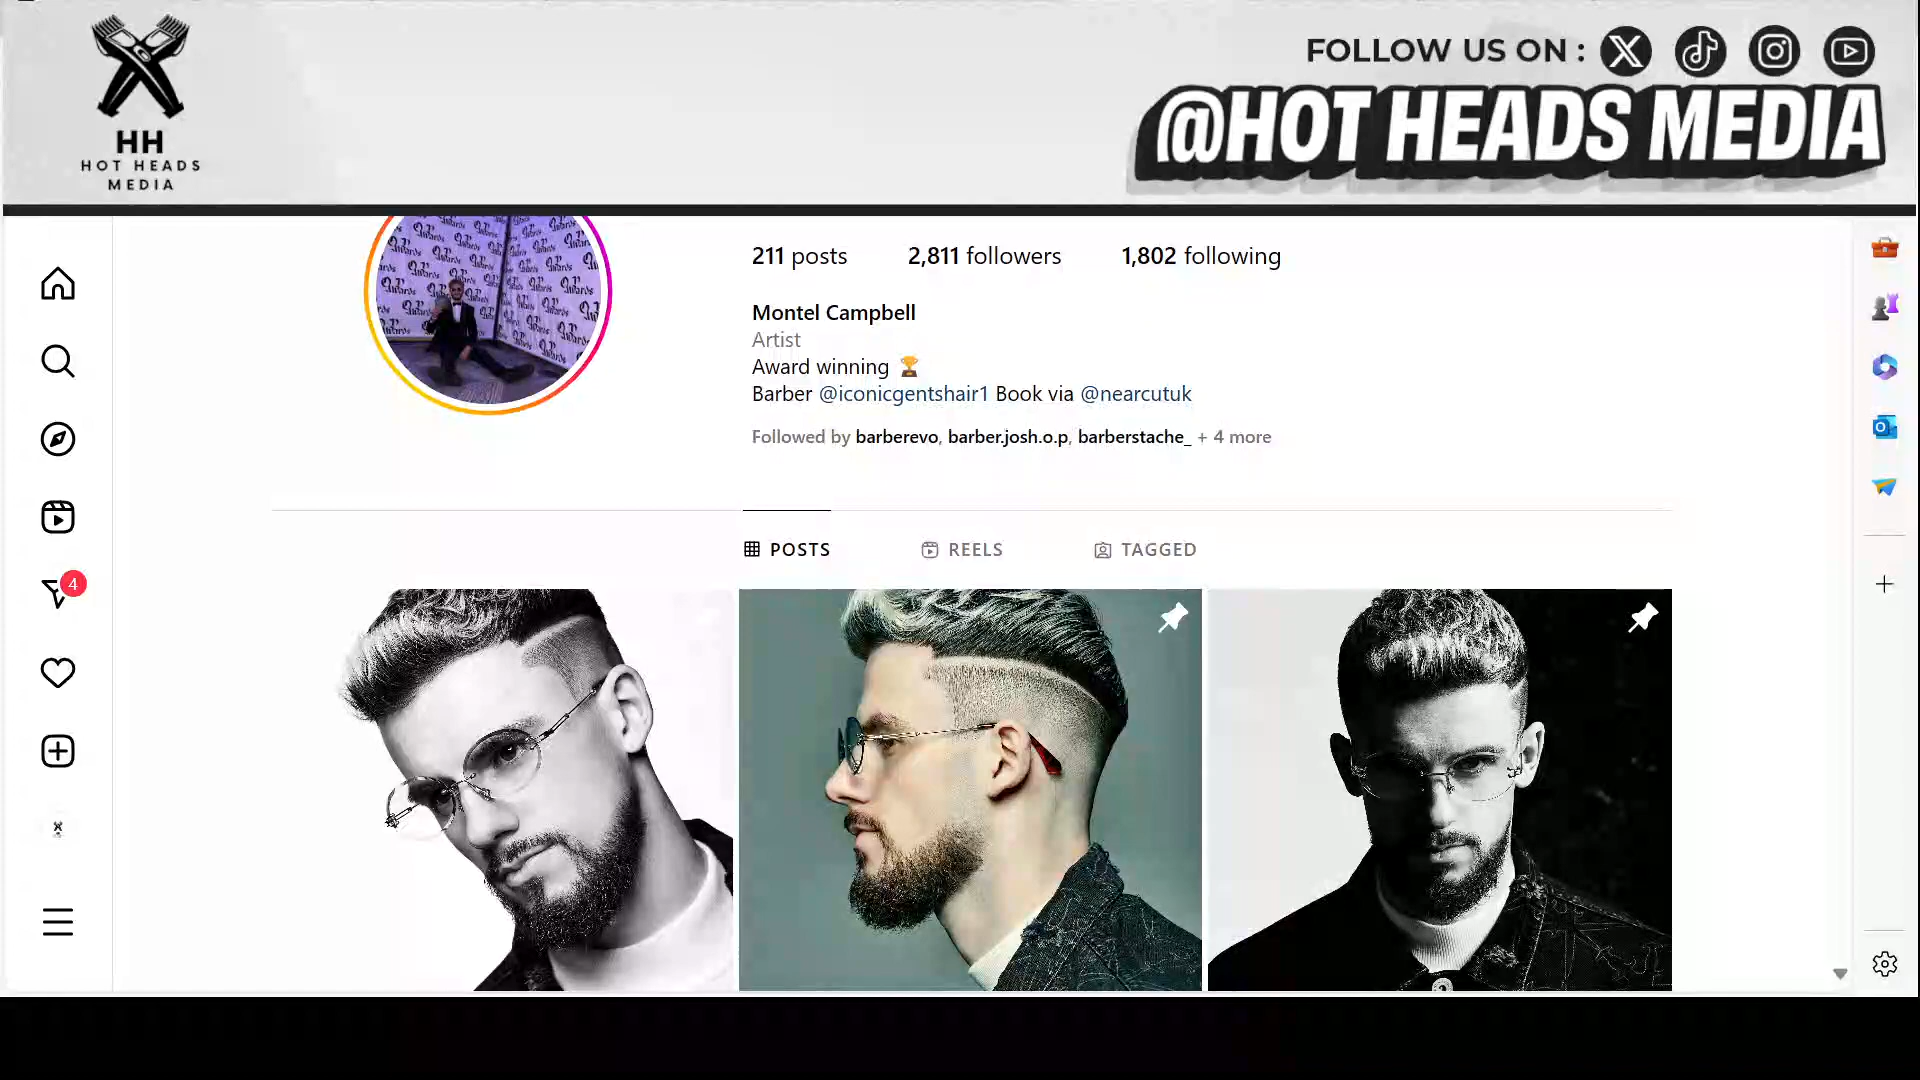 FOLLOW US ON :
@HOT HEADS MEDIA
HH
HOT HEADS
MEDIA
211 posts 2,811 followers 1,802 following
Montel Campbell
Artist
Award winning 🏆
Barber @iconicgentshair1 Book via @nearcutuk
Followed by barberevo, barber.josh.o.p, barberstache_ + 4 more
POSTS REELS TAGGED
4